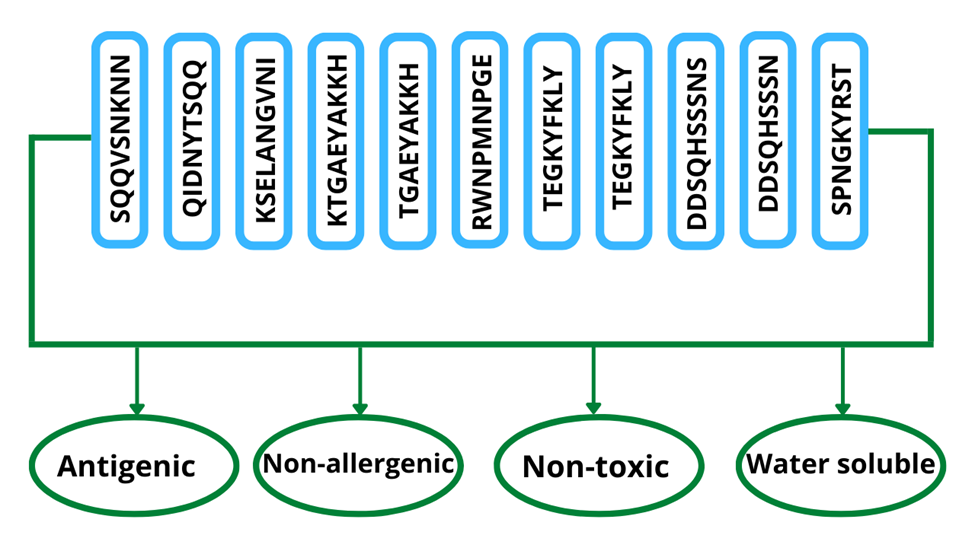 SQQVSNKNN
QIDNYTSQQ
KSELANGVNI
KTGAEYAKKH
TGAEYAKKH
RWNPMNPGE
TEGKYFKLY
TEGKYFKLY
DDSQHSSSNS
DDSQHSSSN
SPNGKYRST
Antigenic
Non-allergenic
Non-toxic
Water soluble